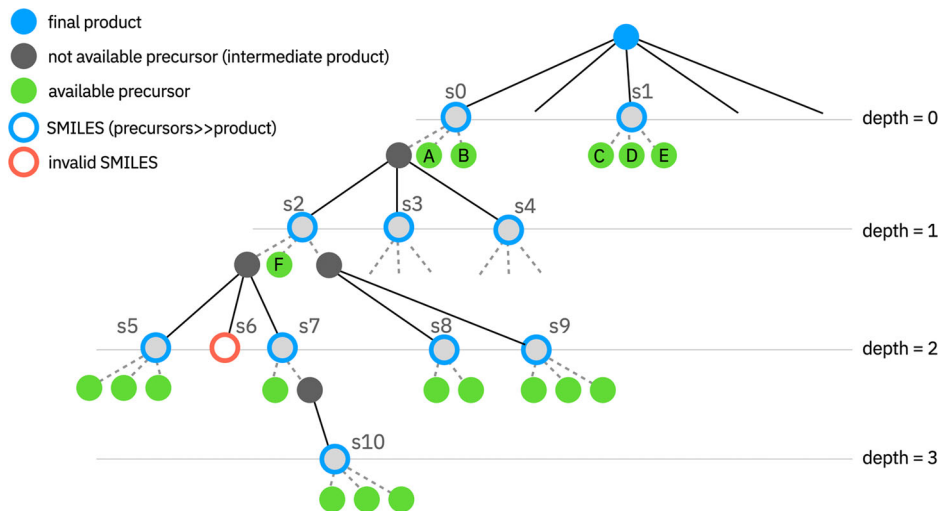 final product
not available precursor (intermediate product)
available precursor
SMILES (precursors>>product)
invalid SMILES
s0
s1
depth = 0
A
B
C
D
E
s2
s3
s4
depth = 1
F
s5
s6
s7
s8
s9
depth = 2
s10
depth = 3